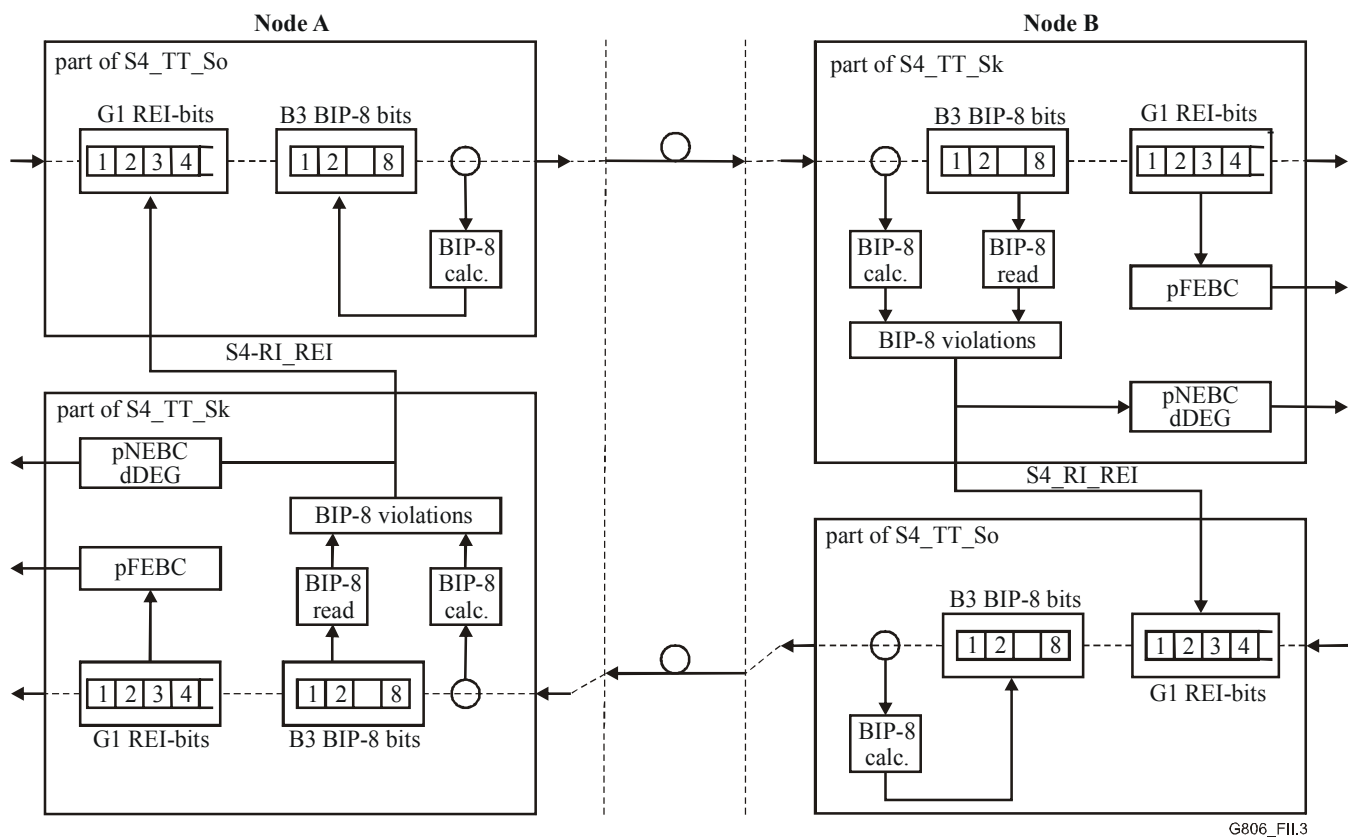 Node A
Node B
part of S4_TT_So
G1 REI-bits
B3 BIP-8 bits
1 2 3 4
1 2 8
BIP-8
calc.
S4-RI_REI
part of S4_TT_Sk
B3 BIP-8 bits
G1 REI-bits
1 2 8
1 2 3 4
BIP-8
calc.
BIP-8
read
pFEBC
BIP-8 violations
pNEBC
dDEG
S4_RI_REI
part of S4_TT_Sk
pNEBC
dDEG
BIP-8 violations
pFEBC
BIP-8
read
BIP-8
calc.
1 2 3 4
1 2 8
G1 REI-bits
B3 BIP-8 bits
part of S4_TT_So
B3 BIP-8 bits
1 2 8
1 2 3 4
G1 REI-bits
BIP-8
calc.
G806_FII.3